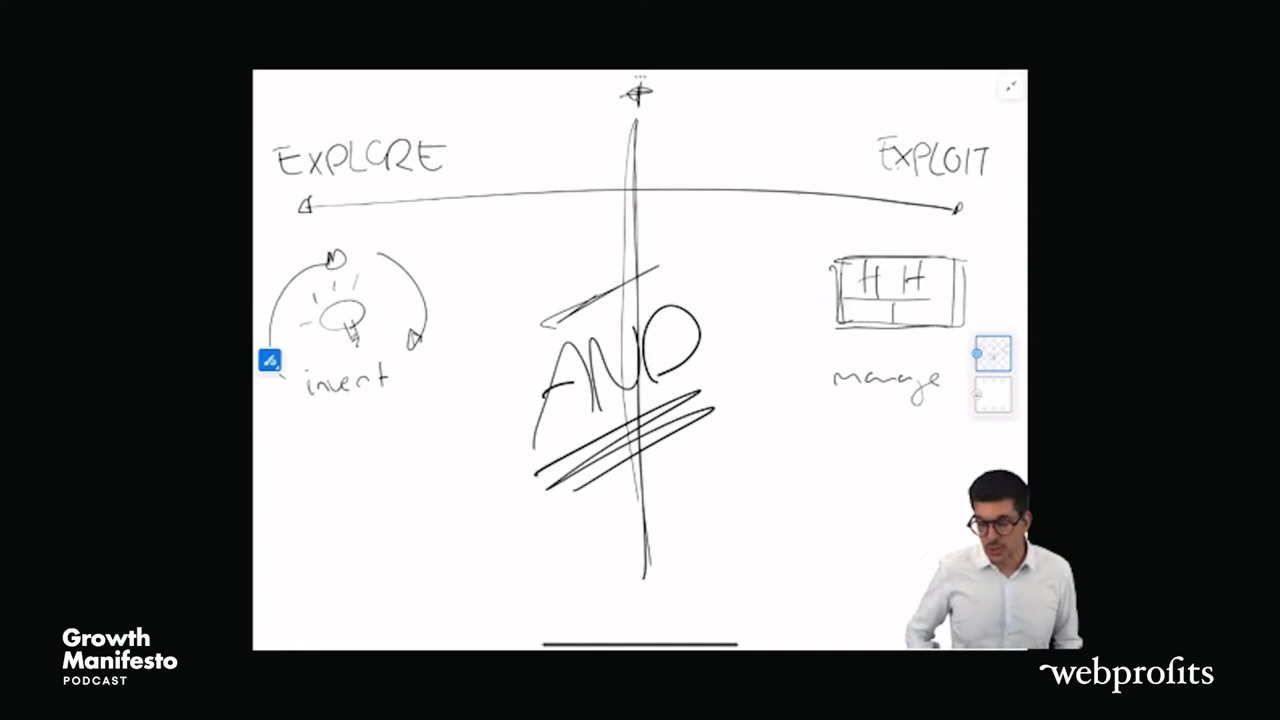 EXPLORE
EXPLOIT
AND
invent
manage
Growth
Manifesto
PODCAST
webprofits